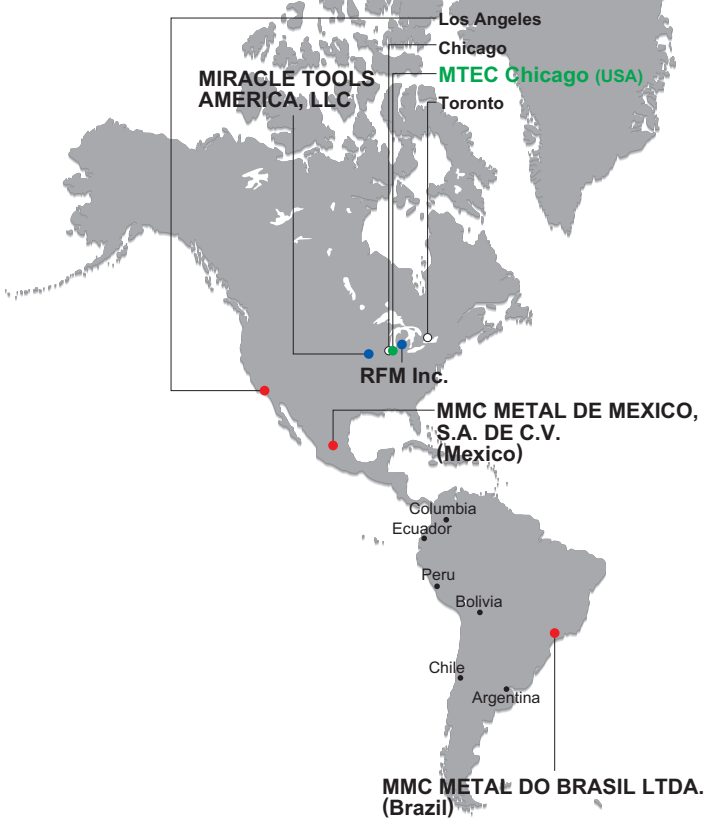 Los Angeles
Chicago
MTEC Chicago (USA)
MIRACLE TOOLS
AMERICA, LLC
Toronto
RFM Inc.
MMC METAL DE MEXICO,
S.A. DE C.V.
(Mexico)
Columbia
Ecuador
Peru
Bolivia
Chile
Argentina
MMC METAL DO BRASIL LTDA.
(Brazil)